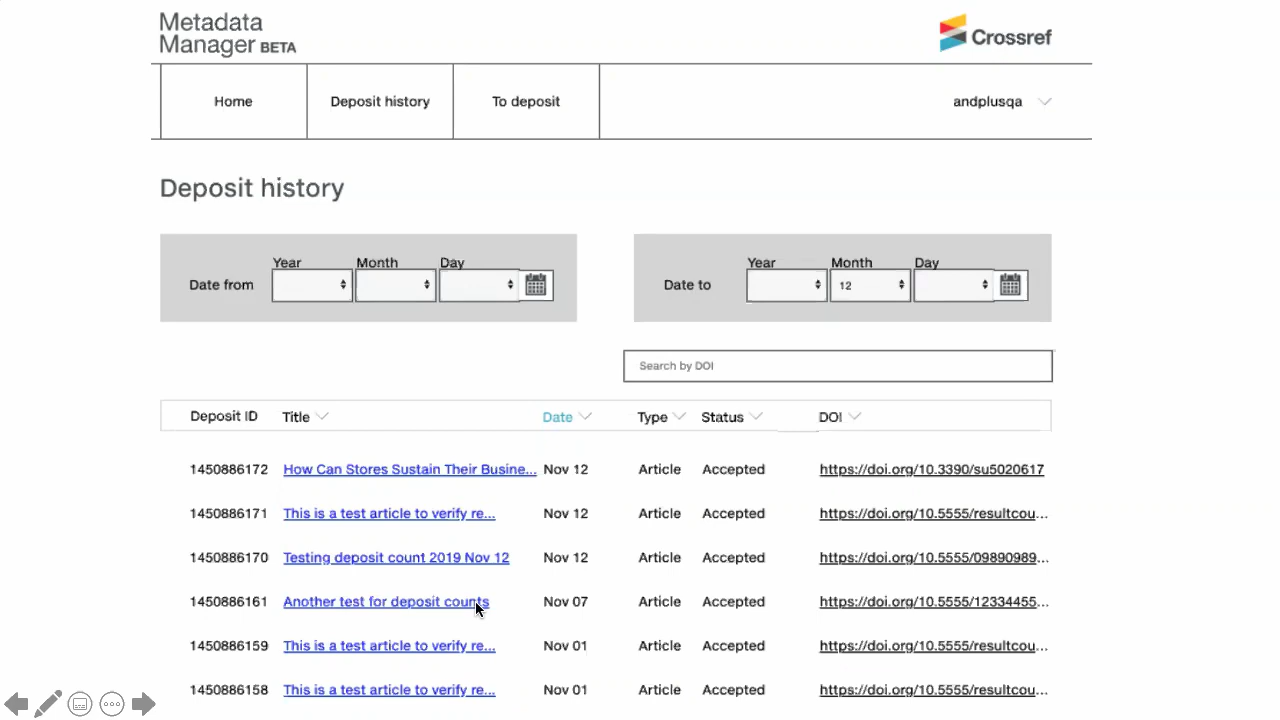 Metadata
Manager BETA
Crossref
Home Deposit history To deposit andplusqa
Deposit history
Year Month Day Year Month Day
Date from Date to 12
Search by DOI
Deposit ID Title Date Type Status DOI
1450886172 How Can Stores Sustain Their Busine... Nov 12 Article Accepted https://doi.org/10.3390/su5020617
1450886171 This is a test article to verify re... Nov 12 Article Accepted https://doi.org/10.5555/resultcou...
1450886170 Testing deposit count 2019 Nov 12 Nov 12 Article Accepted https://doi.org/10.5555/09890989...
1450886161 Another test for deposit counts Nov 07 Article Accepted https://doi.org/10.5555/12334455...
1450886159 This is a test article to verify re... Nov 01 Article Accepted https://doi.org/10.5555/resultcou...
1450886158 This is a test article to verify re... Nov 01 Article Accepted https://doi.org/10.5555/resultcou...